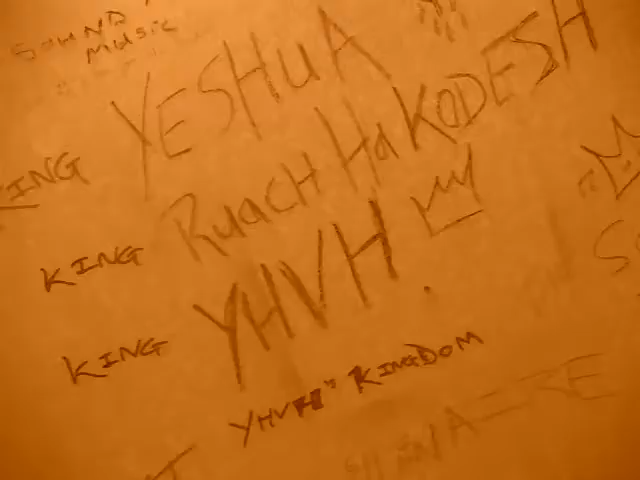 SOUND
MUSIC
KING YESHUA
KING RUACH HA KODESH
KING YHVH.
YHVH" KINGDOM